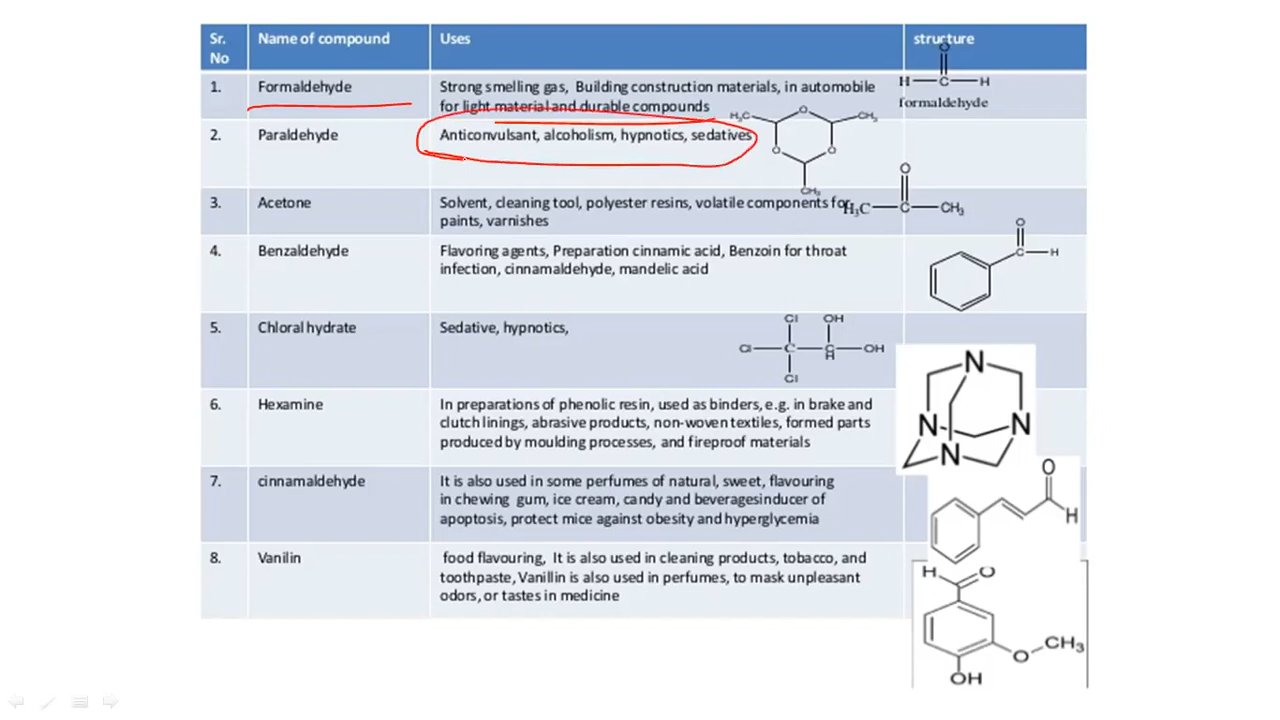 Sr. No
Name of compound
Uses
structure
1.
Formaldehyde
Strong smelling gas, Building construction materials, in automobile
for light material and durable compounds
O
H C H
formaldehyde
2.
Paraldehyde
Anticonvulsant, alcoholism, hypnotics, sedatives
H₃C O CH₃
O O
CH₃
3.
Acetone
Solvent, cleaning tool, polyester resins, volatile components for
paints, varnishes
O
H₃C C CH₃
4.
Benzaldehyde
Flavoring agents, Preparation cinnamic acid, Benzoin for throat
infection, cinnamaldehyde, mandelic acid
O
C H
5.
Chloral hydrate
Sedative, hypnotics,
Cl OH
Cl C C OH
H
Cl
6.
Hexamine
In preparations of phenolic resin, used as binders, e.g. in brake and
clutch linings, abrasive products, non-woven textiles, formed parts
produced by moulding processes, and fireproof materials
N
N N
N
7.
cinnamaldehyde
It is also used in some perfumes of natural, sweet, flavouring
in chewing gum, ice cream, candy and beveragesinducer of
apoptosis, protect mice against obesity and hyperglycemia
O
H
8.
Vanilin
food flavouring, It is also used in cleaning products, tobacco, and
toothpaste, Vanillin is also used in perfumes, to mask unpleasant
odors, or tastes in medicine
H O
O CH₃
OH